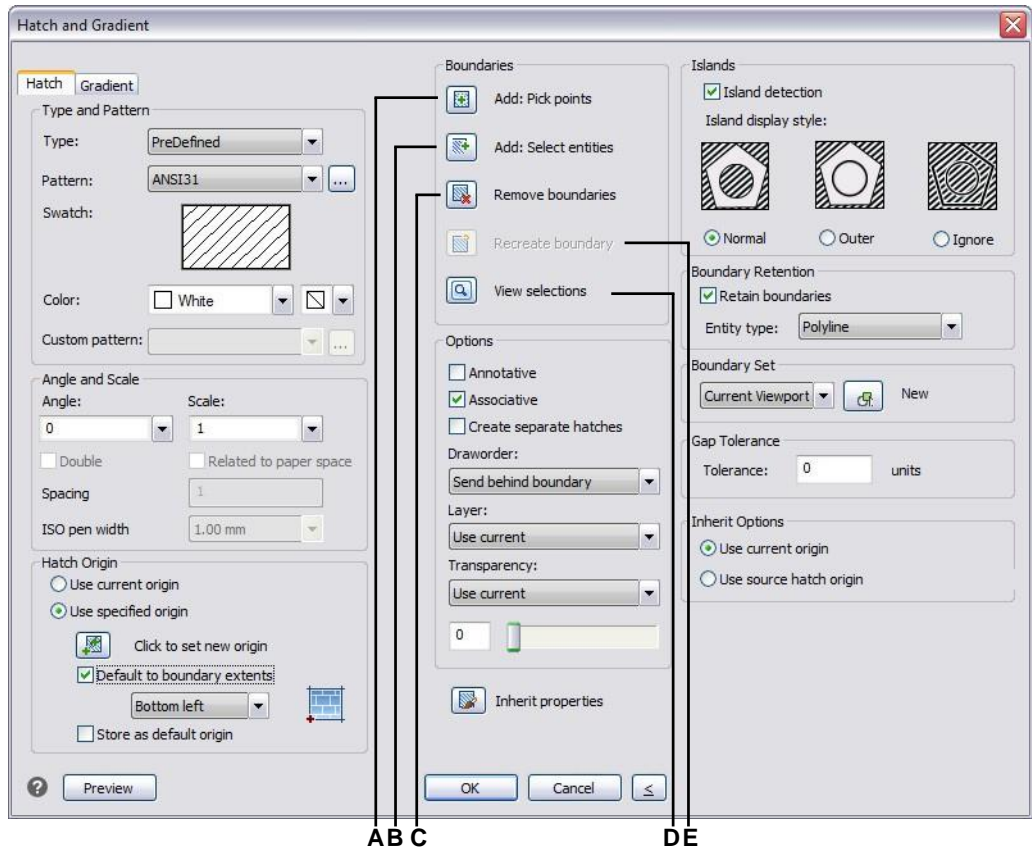 Hatch and Gradient
Hatch Gradient
Type and Pattern
Type: PreDefined
Pattern: ANSI31 ...
Swatch:
Color: White
Custom pattern: ...
Angle and Scale
Angle: Scale:
0 1
Double Related to paper space
Spacing 1
ISO pen width 1.00 mm
Hatch Origin
Use current origin
Use specified origin
Click to set new origin
Default to boundary extents
Bottom left
Store as default origin
? Preview
Boundaries
Add: Pick points
Add: Select entities
Remove boundaries
Recreate boundary
View selections
Options
Annotative
Associative
Create separate hatches
Draworder:
Send behind boundary
Layer:
Use current
Transparency:
Use current
0
Inherit properties
OK Cancel <
Islands
Island detection
Island display style:
Normal Outer Ignore
Boundary Retention
Retain boundaries
Entity type: Polyline
Boundary Set
Current Viewport New
Gap Tolerance
Tolerance: 0 units
Inherit Options
Use current origin
Use source hatch origin
A B C D E